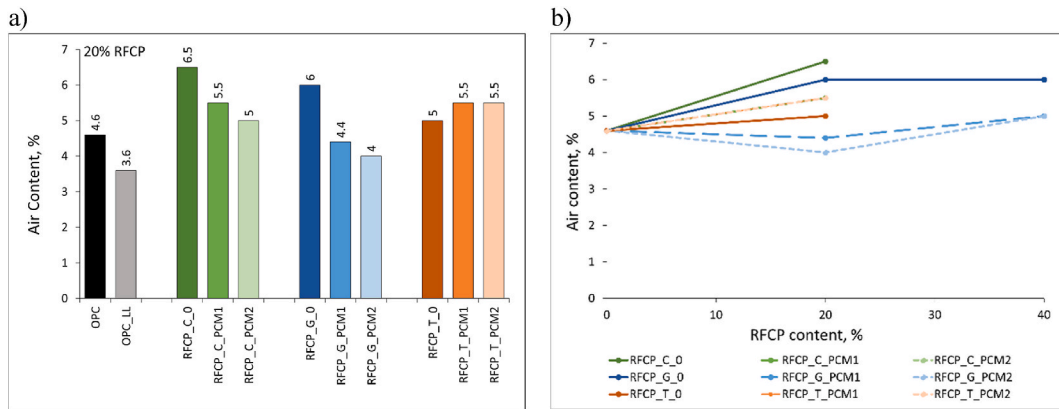 a)
20% RFCP
Air Content, %
7
6
5
4
3
2
1
0
4.6
3.6
6.5
5.5
5
6
4.4
4
5
5.5
5.5
OPC
OPC_LL
RFCP_C_0
RFCP_C_PCM1
RFCP_C_PCM2
RFCP_G_0
RFCP_G_PCM1
RFCP_G_PCM2
RFCP_T_0
RFCP_T_PCM1
RFCP_T_PCM2
b)
Air content, %
7
6
5
4
3
2
1
0
0 10 20 30 40
RFCP content, %
RFCP_C_0 RFCP_C_PCM1 RFCP_C_PCM2
RFCP_G_0 RFCP_G_PCM1 RFCP_G_PCM2
RFCP_T_0 RFCP_T_PCM1 RFCP_T_PCM2